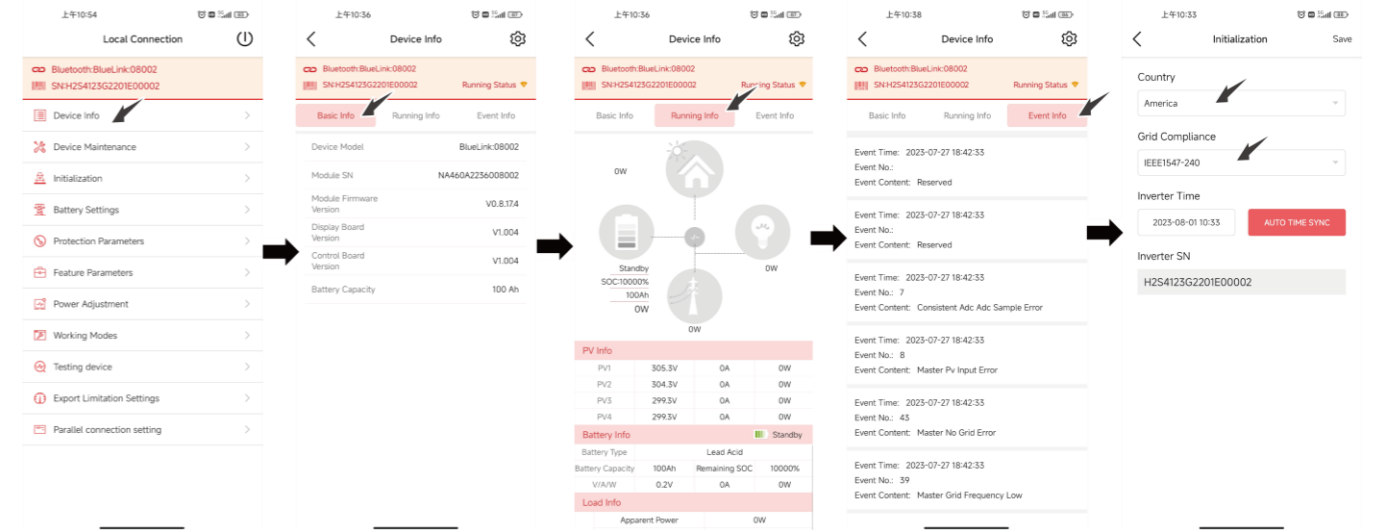 上午10:54
Local Connection
Bluetooth:BlueLink:08002
SN:H2S4123G2201E00002
Device Info
Device Maintenance
Initialization
Battery Settings
Protection Parameters
Feature Parameters
Power Adjustment
Working Modes
Testing device
Export Limitation Settings
Parallel connection setting
上午10:36
Device Info
Bluetooth:BlueLink:08002
SN:H2S4123G2201E00002
Running Status
Basic Info
Running Info
Event Info
Device Model
BlueLink:08002
Module SN
NA460A2236008002
Module Firmware
Version
V0.8.17.4
Display Board
Version
V1.004
Control Board
Version
V1.004
Battery Capacity
100 Ah
上午10:36
Device Info
Bluetooth:BlueLink:08002
SN:H2S4123G2201E00002
Running Status
Basic Info
Running Info
Event Info
0W
Standby
SOC:10000%
100Ah
0W
0W
0W
PV Info
PV1 305.3V 0A 0W
PV2 304.3V 0A 0W
PV3 299.3V 0A 0W
PV4 299.3V 0A 0W
Battery Info Standby
Battery Type Lead Acid
Battery Capacity 100Ah Remaining SOC 10000%
V/A/W 0.2V 0A 0W
Load Info
Apparent Power 0W
上午10:38
Device Info
Bluetooth:BlueLink:08002
SN:H2S4123G2201E00002
Running Status
Basic Info
Running Info
Event Info
Event Time: 2023-07-27 18:42:33
Event No.:
Event Content: Reserved
Event Time: 2023-07-27 18:42:33
Event No.:
Event Content: Reserved
Event Time: 2023-07-27 18:42:33
Event No.: 7
Event Content: Consistent Adc Adc Sample Error
Event Time: 2023-07-27 18:42:33
Event No.: 8
Event Content: Master Pv Input Error
Event Time: 2023-07-27 18:42:33
Event No.: 43
Event Content: Master No Grid Error
Event Time: 2023-07-27 18:42:33
Event No.: 39
Event Content: Master Grid Frequency Low
上午10:33
Initialization
Save
Country
America
Grid Compliance
IEEE1547-240
Inverter Time
2023-08-01 10:33
AUTO TIME SYNC
Inverter SN
H2S4123G2201E00002